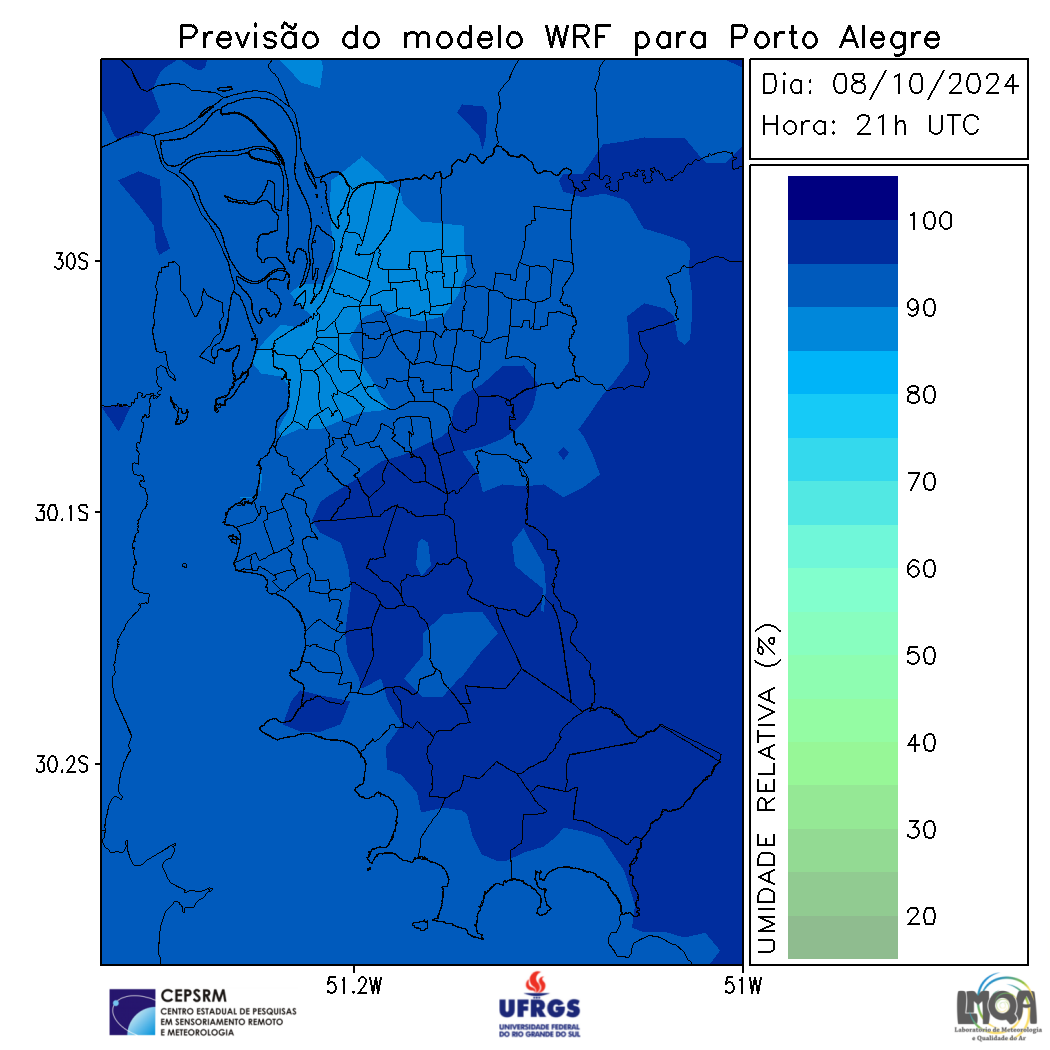 Previsão do modelo WRF para Porto Alegre
Dia: 08/10/2024
Hora: 21h UTC
100
90
80
70
60
50
40
30
20
UMIDADE RELATIVA (%)
30S
30.1S
30.2S
51.2W
51W
CEPSRM
CENTRO ESTADUAL DE PESQUISAS
EM SENSORIAMENTO REMOTO
E METEOROLOGIA
UFRGS
UNIVERSIDADE FEDERAL
DO RIO GRANDE DO SUL
LMQA
Laboratório de Meteorologia
e Qualidade do Ar